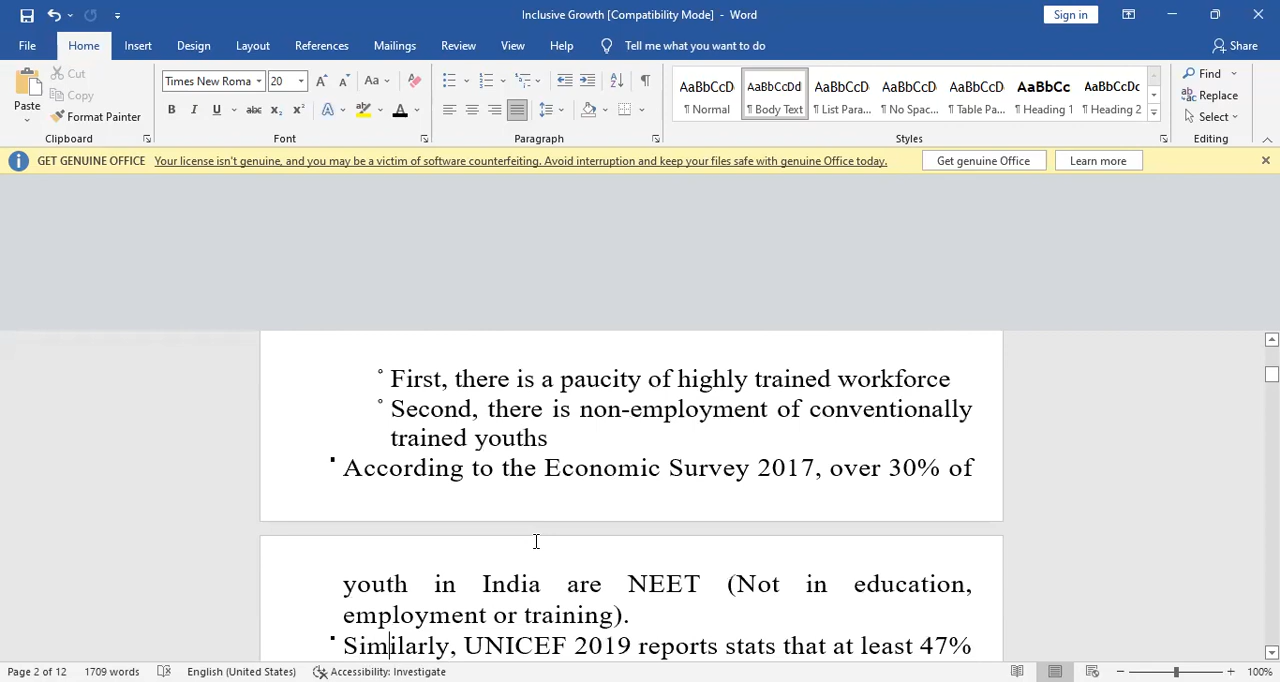 Inclusive Growth [Compatibility Mode] - Word
Sign in
File Home Insert Design Layout References Mailings Review View Help Tell me what you want to do Share
Paste
Cut
Copy
Format Painter
Clipboard
Times New Roma 20
Font
Paragraph
AaBbCcD AaBbCcDd AaBbCcD AaBbCcD AaBbCcD AaBbCc AaBbCcDc
¶ Normal ¶ Body Text ¶ List Para... ¶ No Spac... ¶ Table Pa... ¶ Heading 1 ¶ Heading 2
Styles
Find
Replace
Select
Editing
GET GENUINE OFFICE Your license isn't genuine, and you may be a victim of software counterfeiting. Avoid interruption and keep your files safe with genuine Office today. Get genuine Office Learn more
° First, there is a paucity of highly trained workforce
° Second, there is non-employment of conventionally
trained youths
▪ According to the Economic Survey 2017, over 30% of
youth in India are NEET (Not in education,
employment or training).
▪ Similarly, UNICEF 2019 reports stats that at least 47%
Page 2 of 12 1709 words English (United States) Accessibility: Investigate 100%